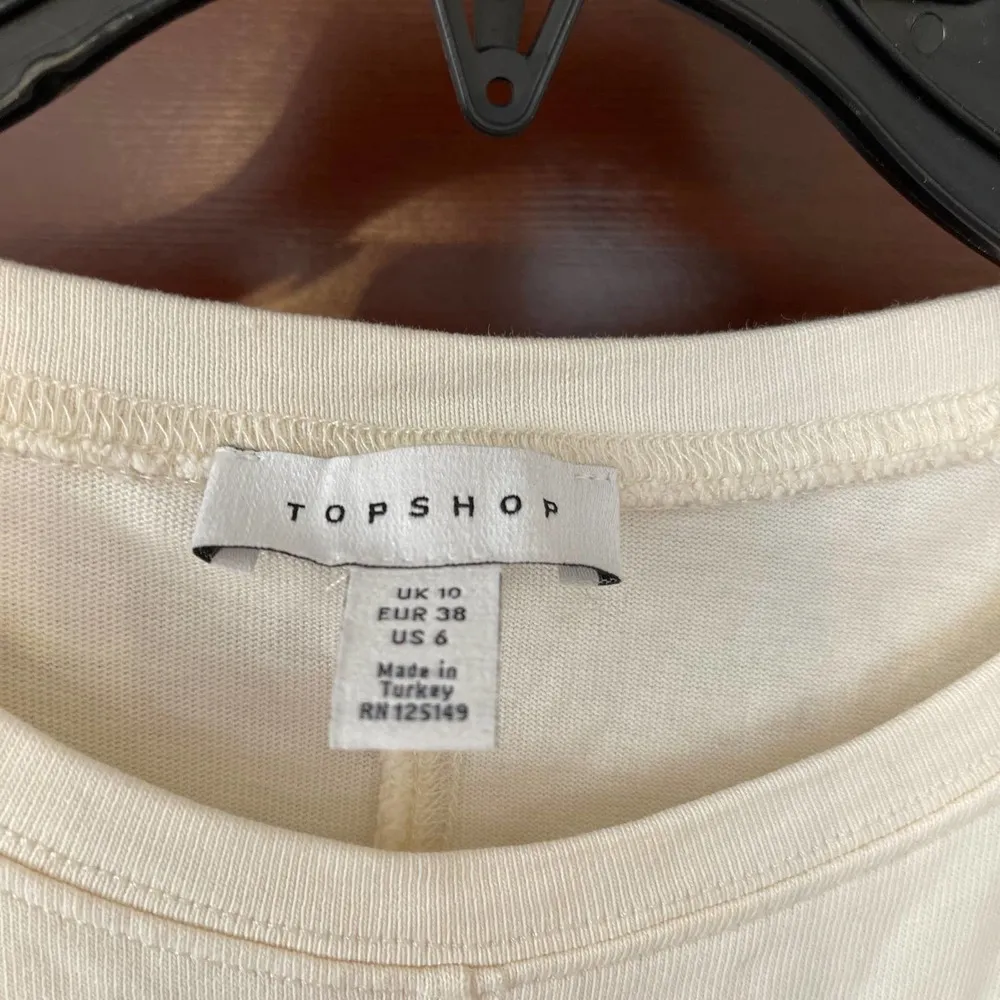 TOPSHOP
UK 10
EUR 38
US 6
Made in
Turkey
RN125149